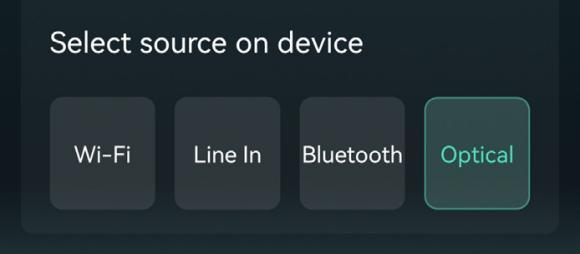 Select source on device
Wi-Fi Line In Bluetooth Optical